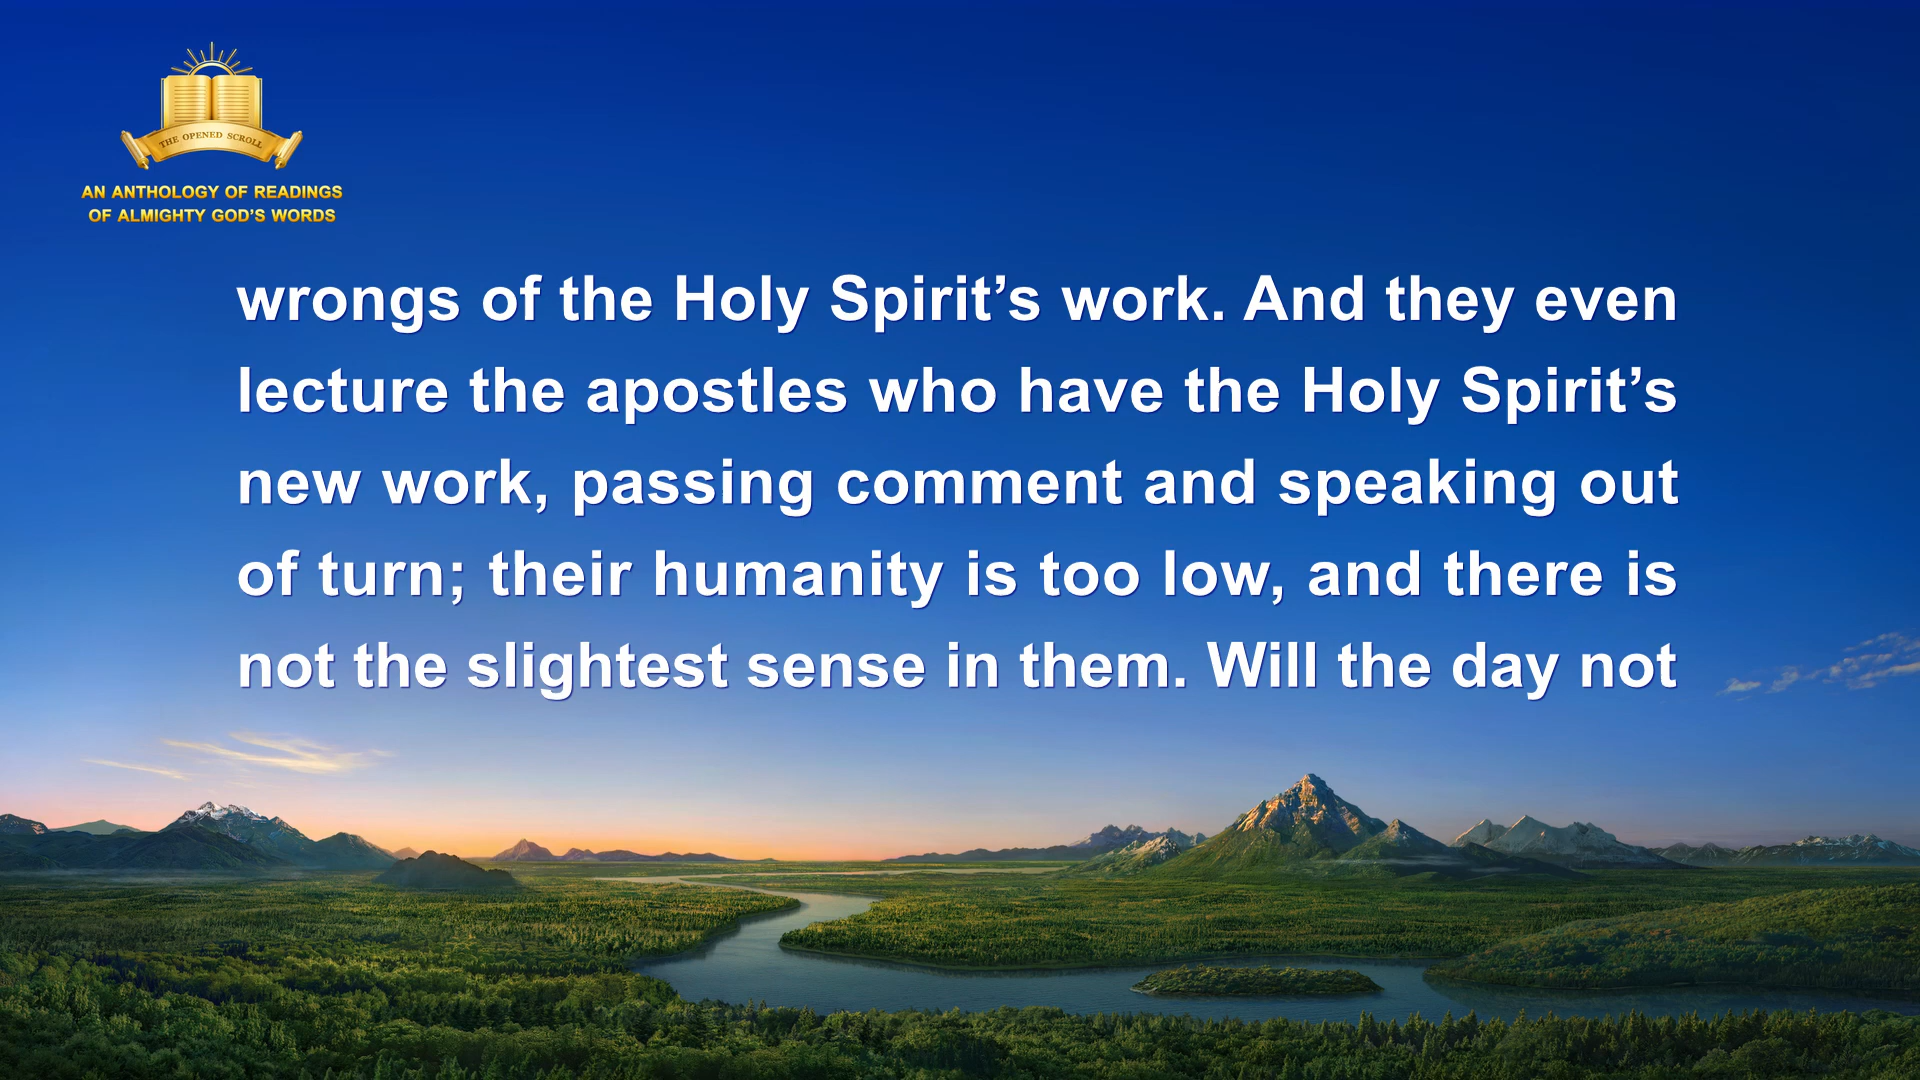 THE OPENED SCROLL
AN ANTHOLOGY OF READINGS
OF ALMIGHTY GOD’S WORDS
wrongs of the Holy Spirit’s work. And they even
lecture the apostles who have the Holy Spirit’s
new work, passing comment and speaking out
of turn; their humanity is too low, and there is
not the slightest sense in them. Will the day not